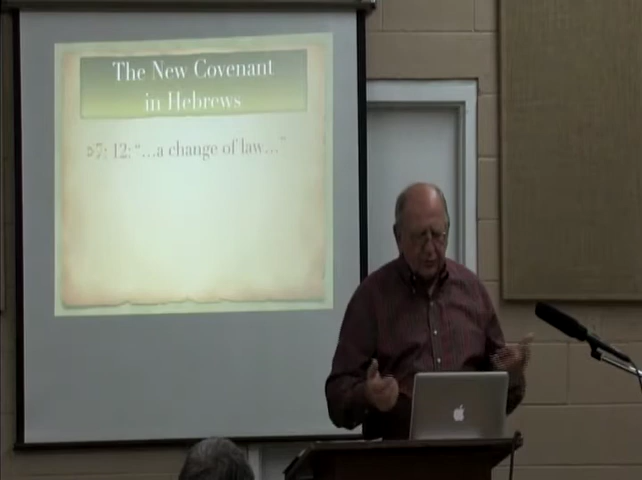 The New Covenant
in Hebrews
7: 12: “…a change of law…”